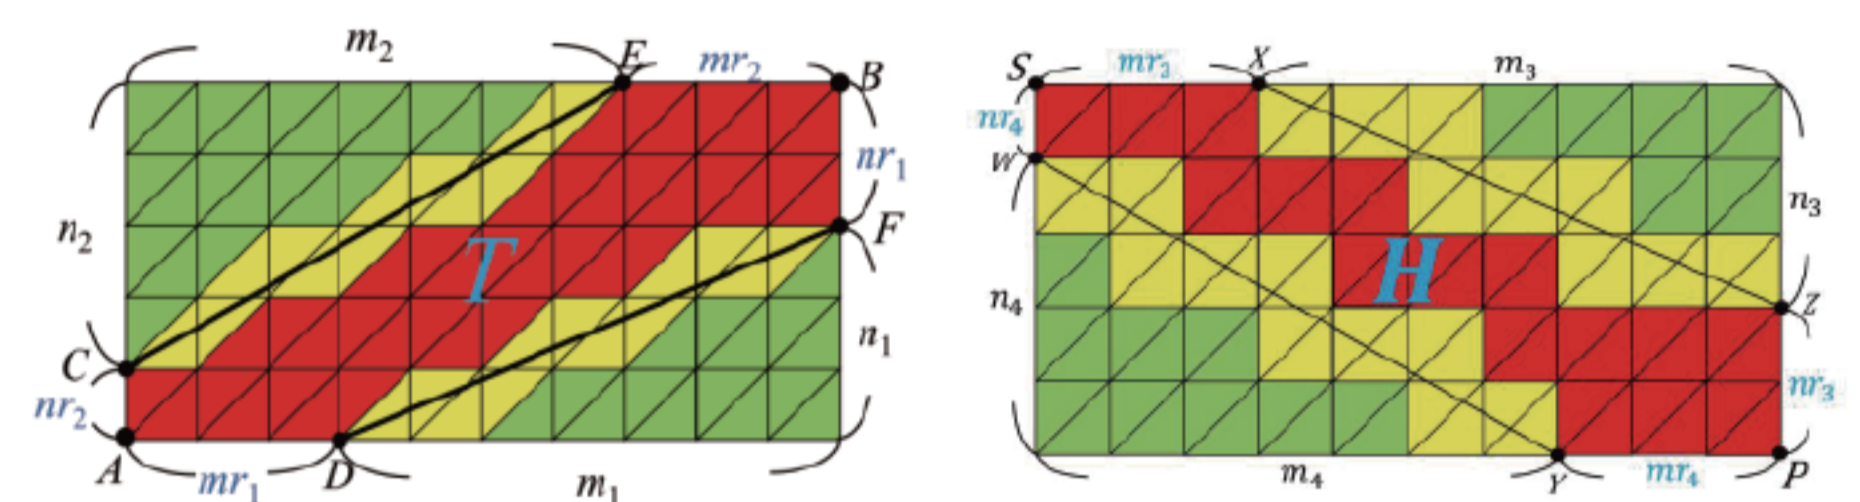 m₂
E
mr₂
B
nr₁
F
n₂
T
n₁
C
nr₂
A
mr₁
D
m₁
S
mr₃
X
m₃
nr₄
W
n₃
H
n₄
Z
nr₃
m₄
Y
mr₄
P